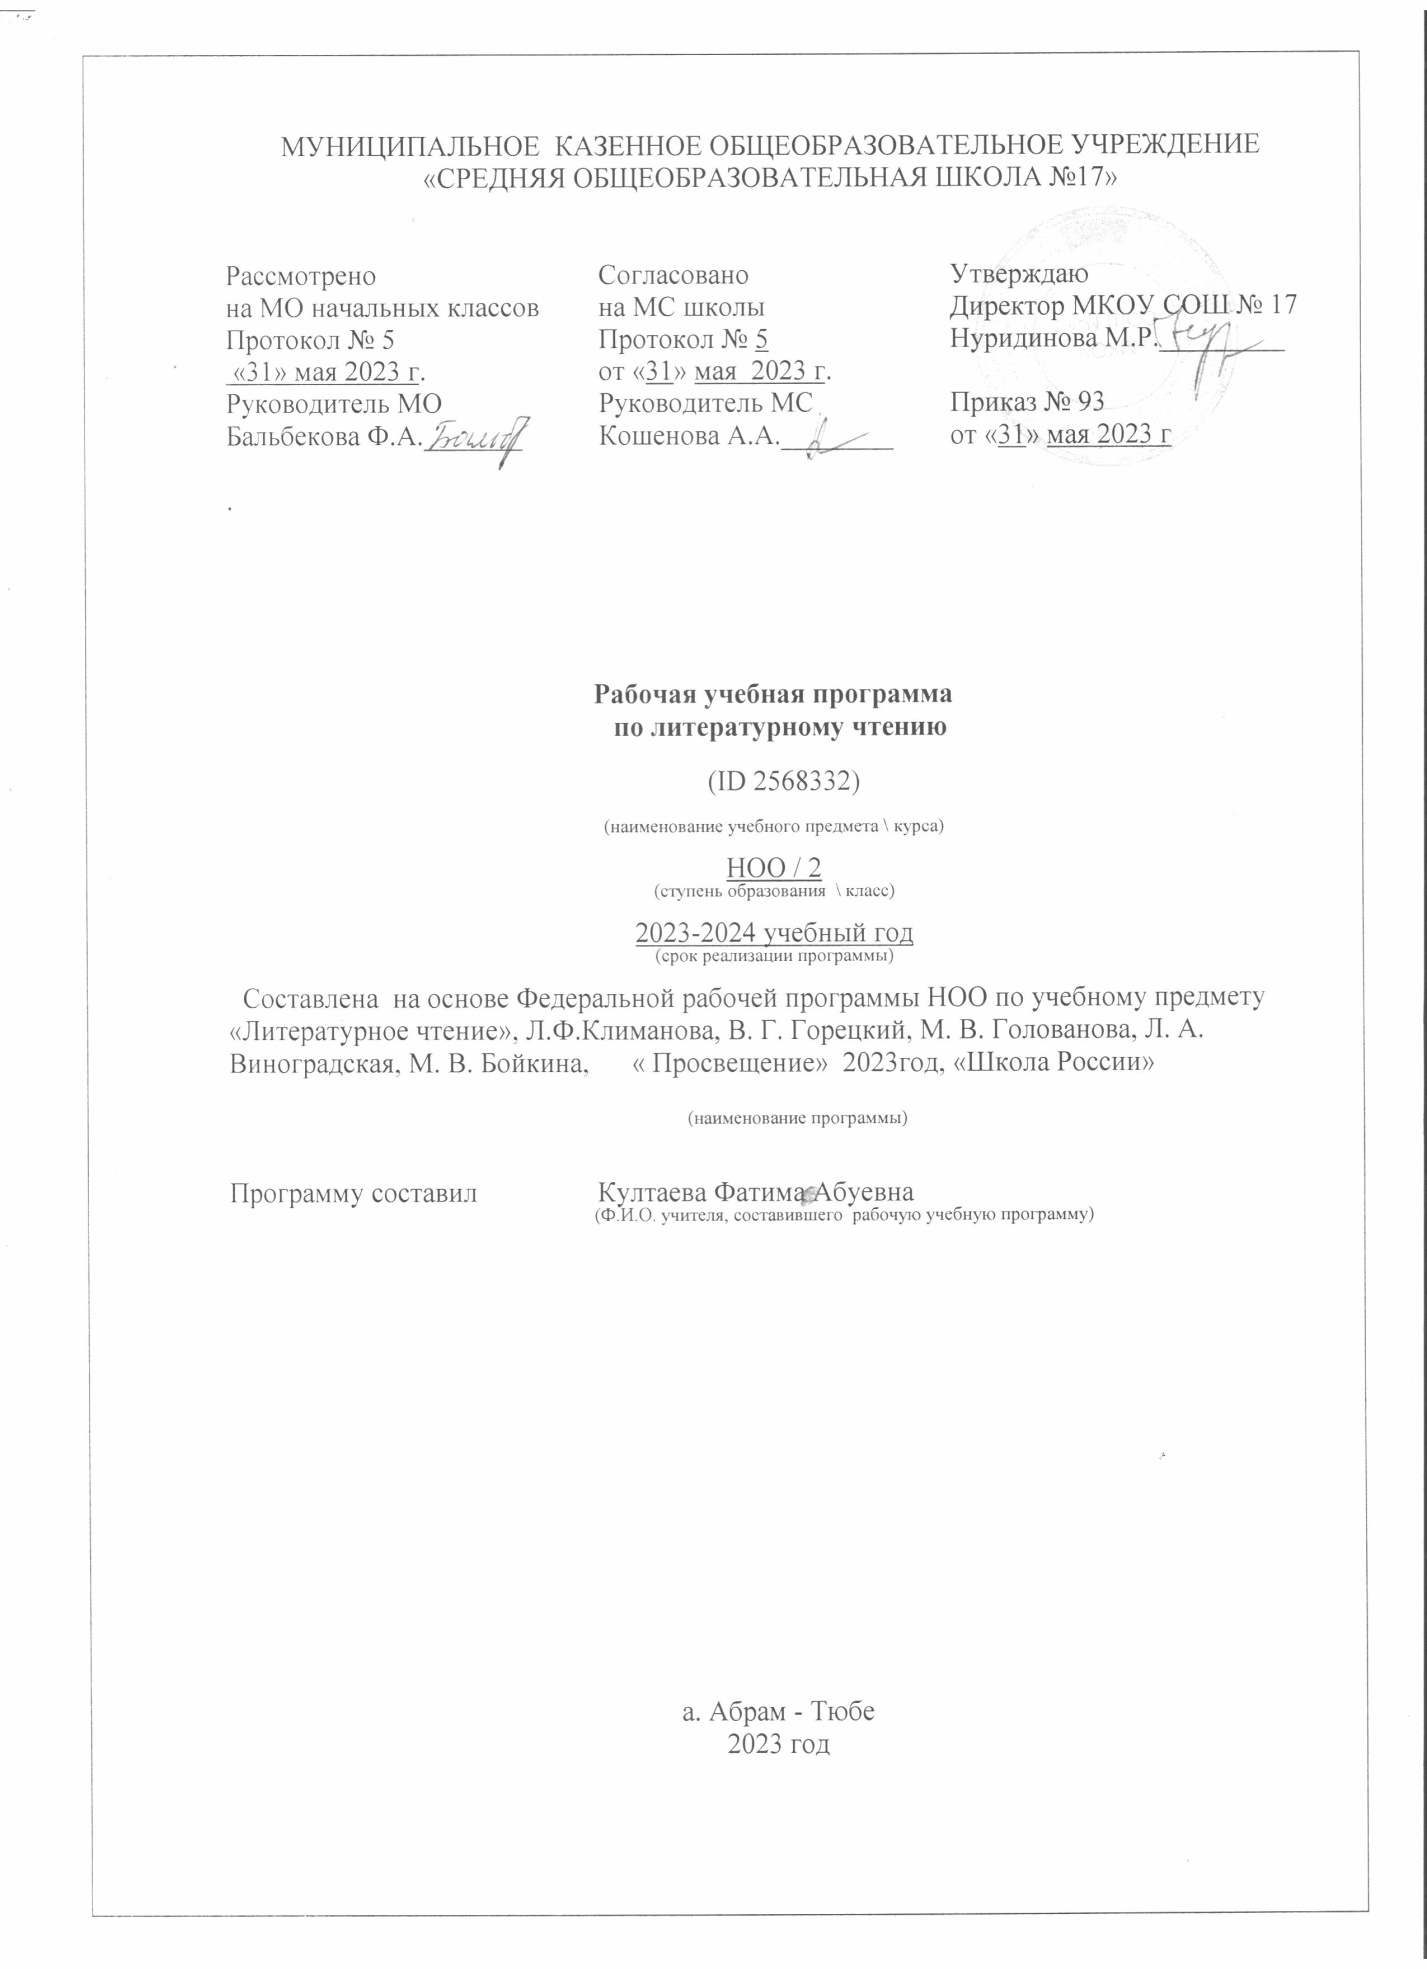 МУНИЦИПАЛЬНОЕ  КАЗЕННОЕ ОБЩЕОБРАЗОВАТЕЛЬНОЕ УЧРЕЖДЕНИЕ
«СРЕДНЯЯ ОБЩЕОБРАЗОВАТЕЛЬНАЯ ШКОЛА №17»
Рассмотрено
на МО начальных классов
Протокол № 5
«31» мая 2023 г.
Руководитель МО
Бальбекова Ф.А.
Согласовано
на МС школы
Протокол № 5
от «31» мая  2023 г.
Руководитель МС
Кошенова А.А.
Утверждаю
Директор МКОУ СОШ № 17
Нуридинова М.Р.
Приказ № 93
от «31» мая 2023 г
Рабочая учебная программа
по литературному чтению
(ID 2568332)
(наименование учебного предмета \ курса)
НОО / 2
(ступень образования  \ класс)
2023-2024 учебный год
(срок реализации программы)
Составлена  на основе Федеральной рабочей программы НОО по учебному предмету
«Литературное чтение», Л.Ф.Климанова, В. Г. Горецкий, М. В. Голованова, Л. А.
Виноградская, М. В. Бойкина,      « Просвещение»  2023год, «Школа России»
(наименование программы)
Программу составил                 Култаева Фатима Абуевна
(Ф.И.О. учителя, составившего  рабочую учебную программу)
а. Абрам - Тюбе
2023 год